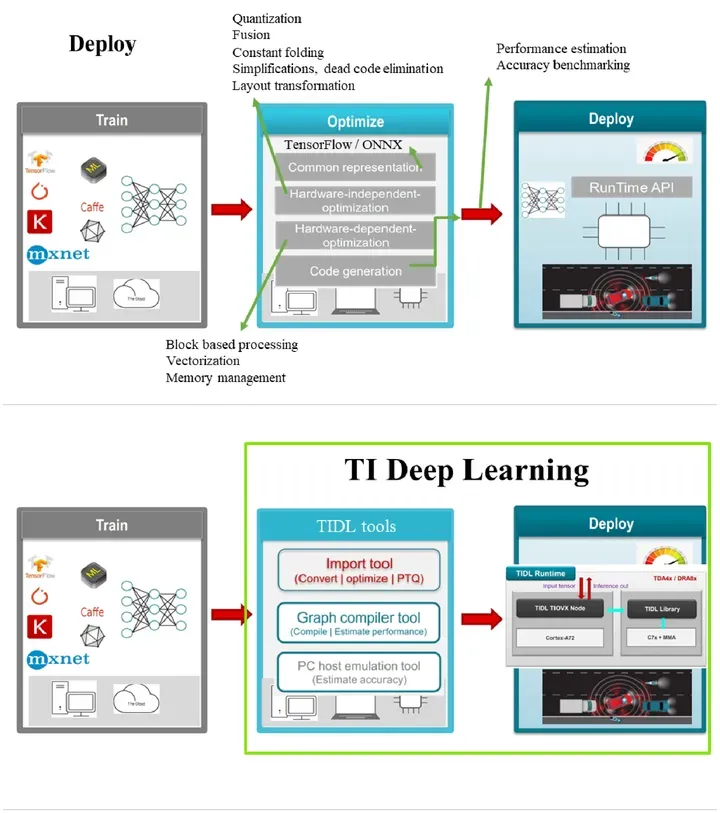 Deploy
Quantization
Fusion
Constant folding
Simplifications, dead code elimination
Layout transformation
Performance estimation
Accuracy benchmarking
Train
TensorFlow
ML
K
Caffe
mxnet
The Cloud
Optimize
TensorFlow / ONNX
Common representation
Hardware-independent-
optimization
Hardware-dependent-
optimization
Code generation
Deploy
RunTime API
Block based processing
Vectorization
Memory management
TI Deep Learning
Train
TensorFlow
ML
K
Caffe
mxnet
The Cloud
TIDL tools
Import tool
(Convert | optimize | PTQ)
Graph compiler tool
(Compile | Estimate performance)
PC host emulation tool
(Estimate accuracy)
Deploy
TIDL Runtime
TDA4x / DRA8x
Input tensor
Inference out
TIDL TIOVX Node
TIDL Library
Cortex-A72
C7x + MMA